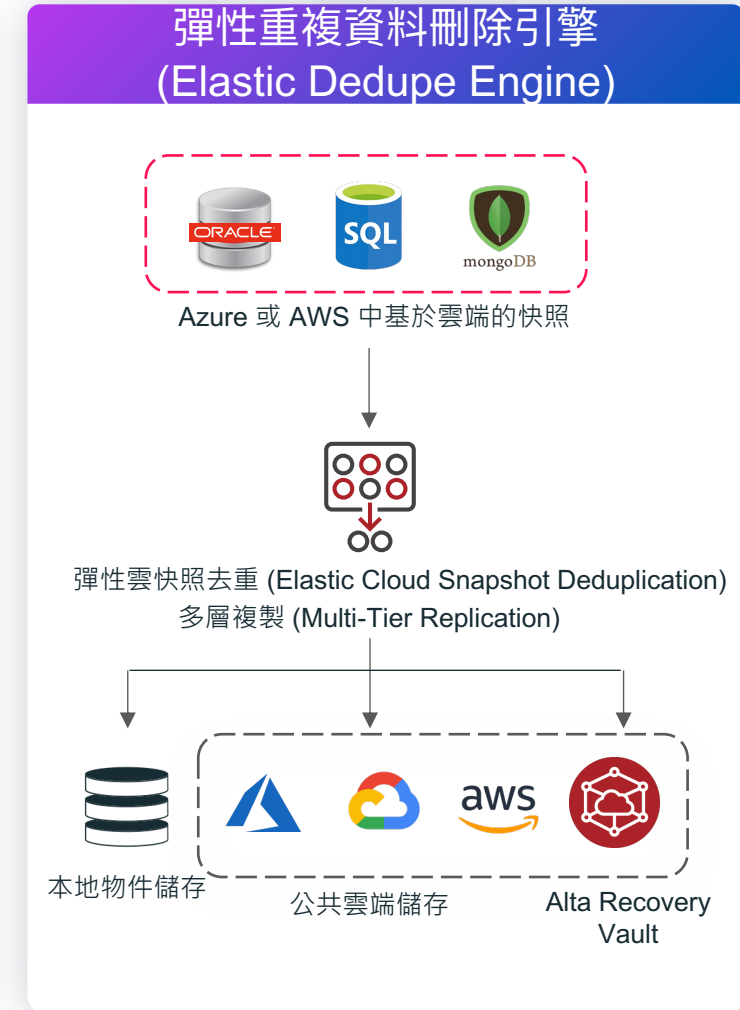 彈性重複資料刪除引擎
(Elastic Dedupe Engine)
ORACLE
SQL
mongoDB
Azure 或 AWS 中基於雲端的快照
彈性雲快照去重 (Elastic Cloud Snapshot Deduplication)
多層複製 (Multi-Tier Replication)
aws
本地物件儲存
公共雲端儲存
Alta Recovery
Vault